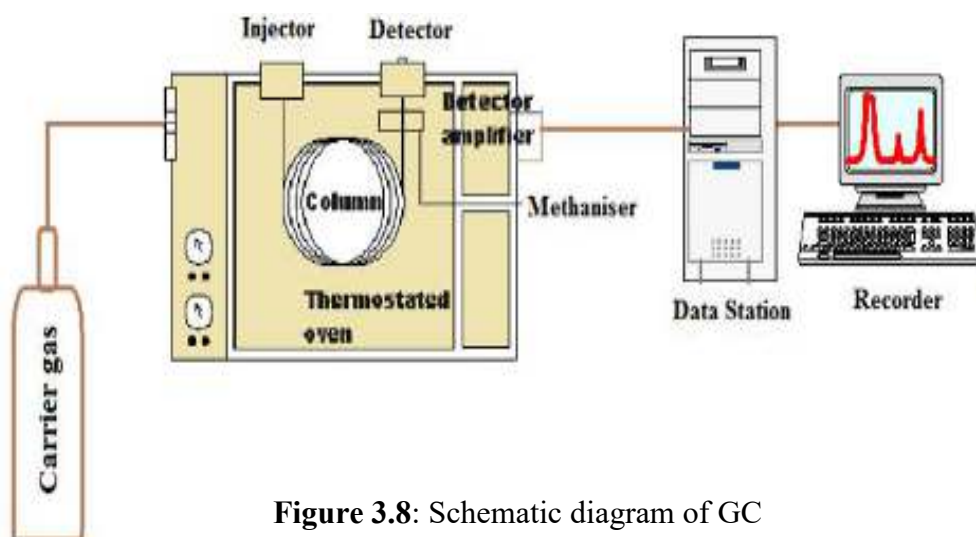 Injector
Detector
Detector
amplifier
Column
Methaniser
Thermostated
oven
Data Station
Recorder
Carrier gas
Figure 3.8: Schematic diagram of GC